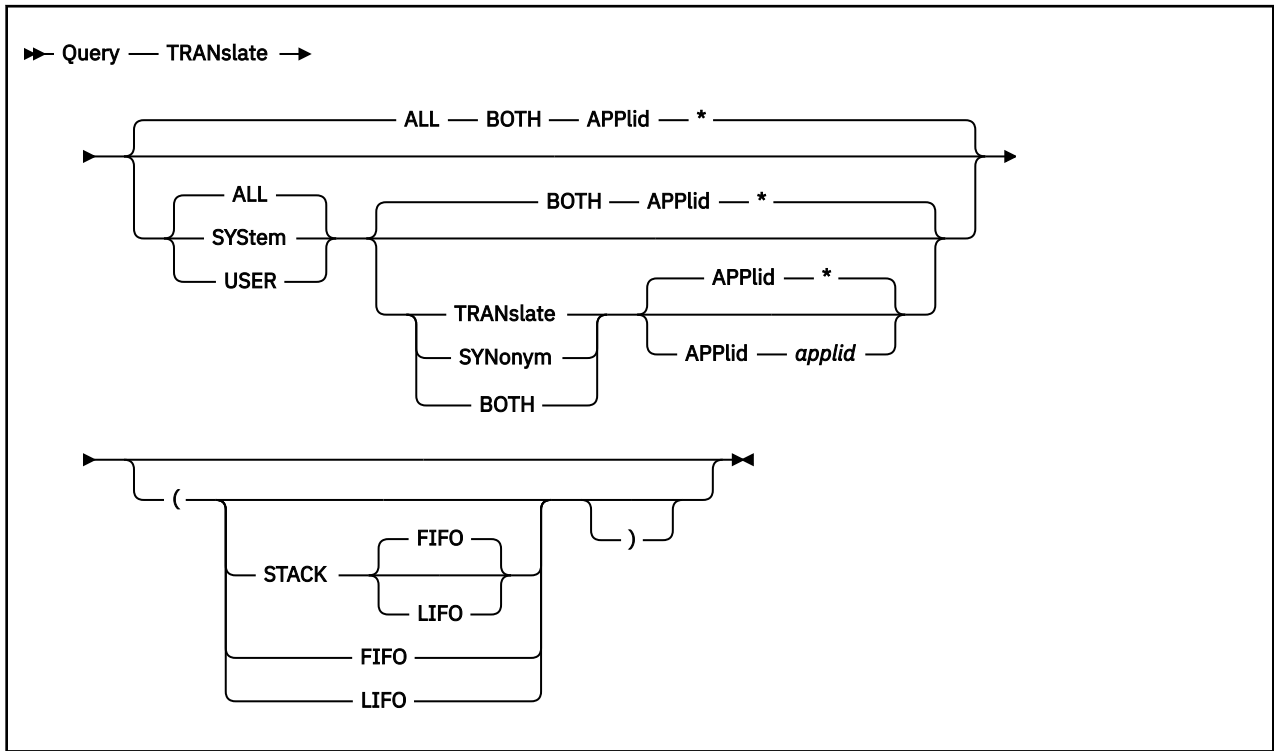 Query TRANslate
ALL BOTH APPlid *
ALL
SYStem
USER
BOTH APPlid *
TRANslate
SYNonym
BOTH
APPlid *
APPlid applid
(
STACK
FIFO
LIFO
FIFO
LIFO
)